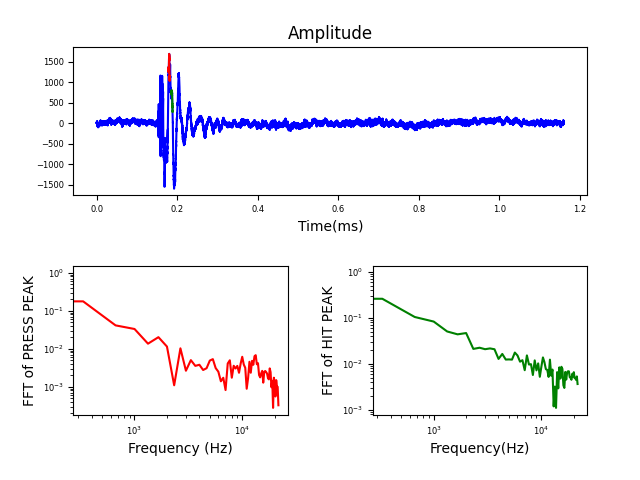 Amplitude
1500
1000
500
0
−500
−1000
−1500
0.0 0.2 0.4 0.6 0.8 1.0 1.2
Time(ms)
FFT of PRESS PEAK
10⁰
10⁻¹
10⁻²
10⁻³
10³ 10⁴
Frequency (Hz)
FFT of HIT PEAK
10⁰
10⁻¹
10⁻²
10⁻³
10³ 10⁴
Frequency(Hz)